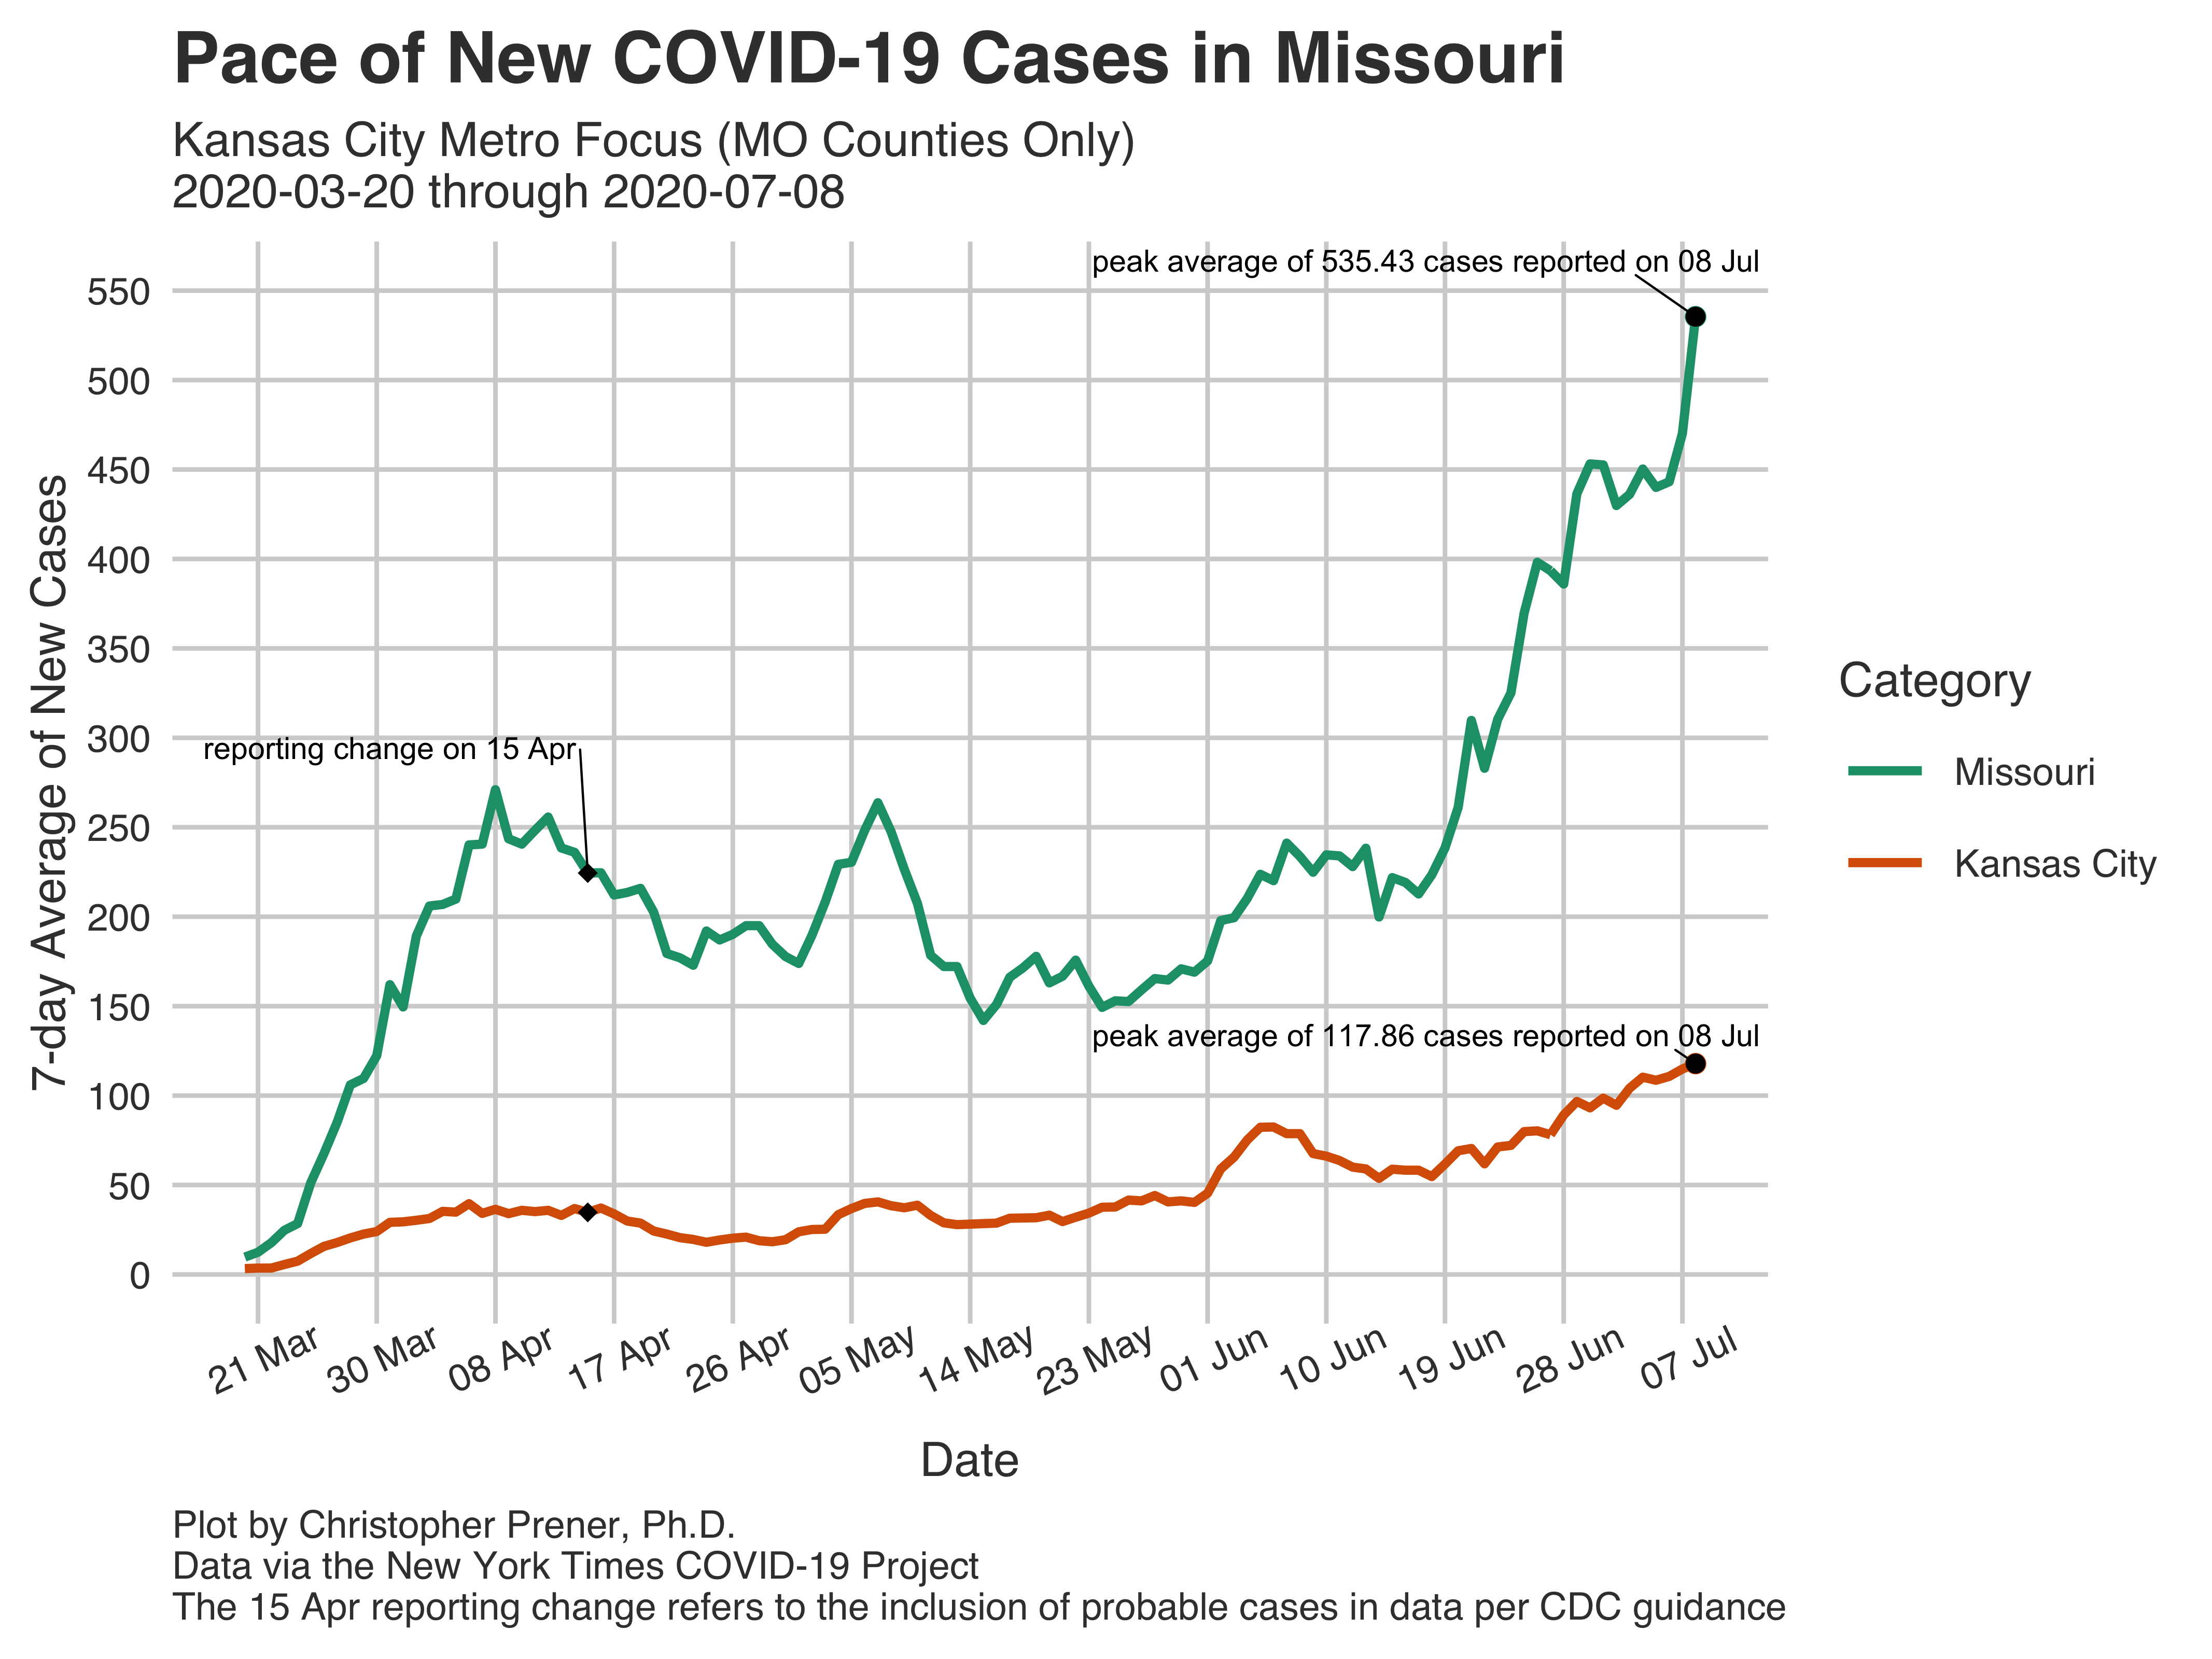 Pace of New COVID-19 Cases in Missouri
Kansas City Metro Focus (MO Counties Only)
2020-03-20 through 2020-07-08
peak average of 535.43 cases reported on 08 Jul
reporting change on 15 Apr
peak average of 117.86 cases reported on 08 Jul
7-day Average of New Cases
550
500
450
400
350
300
250
200
150
100
50
0
21 Mar
30 Mar
08 Apr
17 Apr
26 Apr
05 May
14 May
23 May
01 Jun
10 Jun
19 Jun
28 Jun
07 Jul
Date
Category
Missouri
Kansas City
Plot by Christopher Prener, Ph.D.
Data via the New York Times COVID-19 Project
The 15 Apr reporting change refers to the inclusion of probable cases in data per CDC guidance